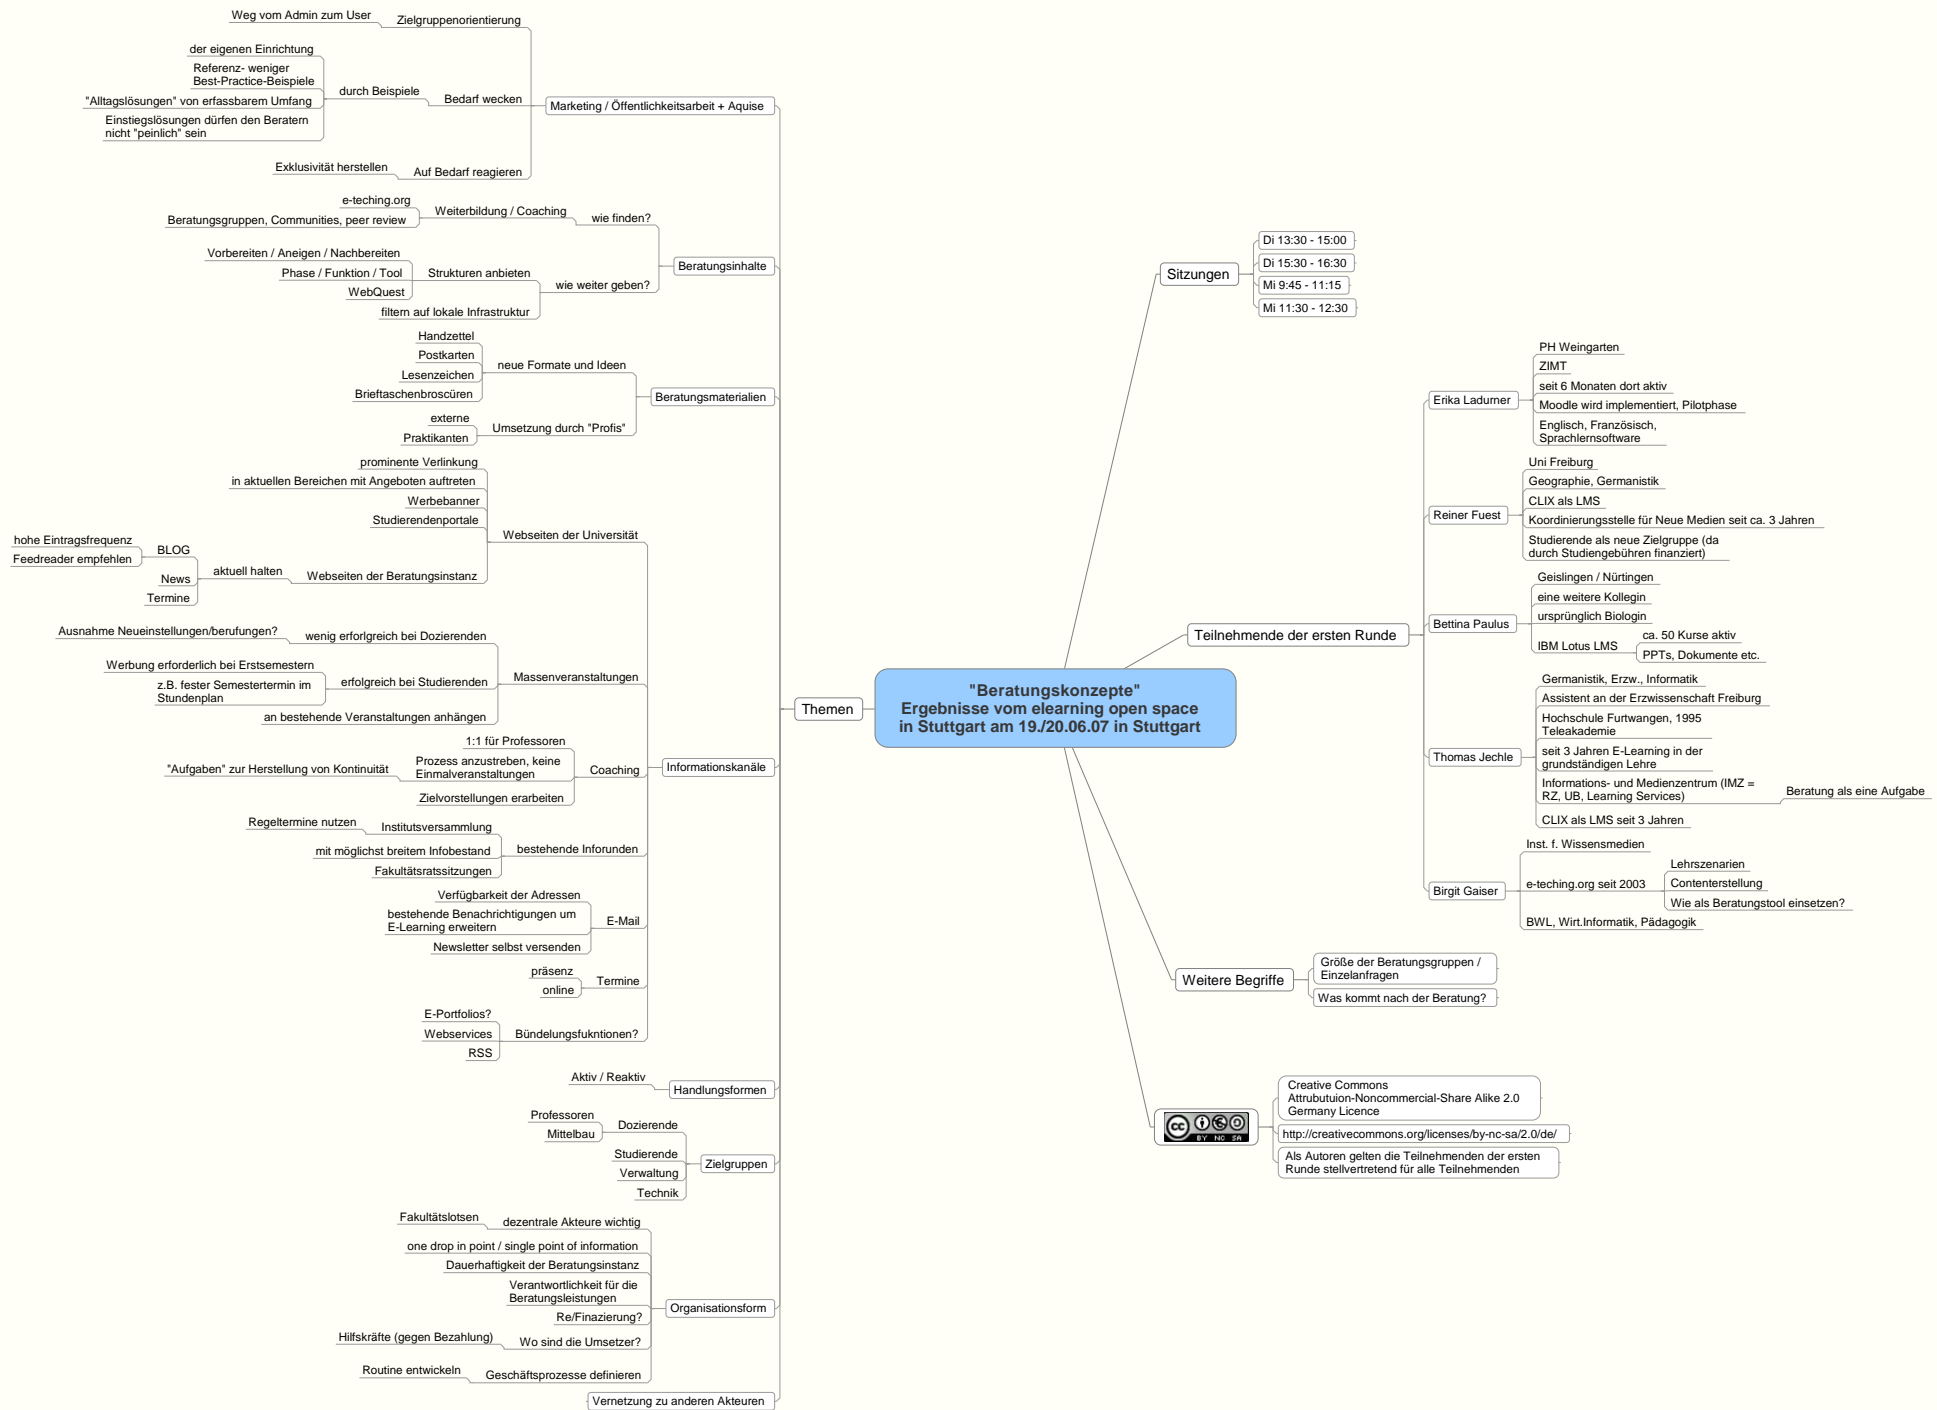 "Beratungskonzepte"
Ergebnisse vom elearning open space
in Stuttgart am 19./20.06.07 in Stuttgart
Themen
Marketing / Öffentlichkeitsarbeit + Aquise
Zielgruppenorientierung
Weg vom Admin zum User
Bedarf wecken
durch Beispiele
der eigenen Einrichtung
Referenz- weniger
Best-Practice-Beispiele
"Alltagslösungen" von erfassbarem Umfang
Einstiegslösungen dürfen den Beratern
nicht "peinlich" sein
Auf Bedarf reagieren
Exklusivität herstellen
Beratungsinhalte
wie finden?
Weiterbildung / Coaching
e-teching.org
Beratungsgruppen, Communities, peer review
wie weiter geben?
Strukturen anbieten
Vorbereiten / Aneigen / Nachbereiten
Phase / Funktion / Tool
WebQuest
filtern auf lokale Infrastruktur
Beratungsmaterialien
neue Formate und Ideen
Handzettel
Postkarten
Lesenzeichen
Brieftaschenbroscüren
Umsetzung durch "Profis"
externe
Praktikanten
Informationskanäle
Webseiten der Universität
prominente Verlinkung
in aktuellen Bereichen mit Angeboten auftreten
Werbebanner
Studierendenportale
Webseiten der Beratungsinstanz
aktuell halten
BLOG
hohe Eintragsfrequenz
Feedreader empfehlen
News
Termine
Massenveranstaltungen
wenig erforlgreich bei Dozierenden
Ausnahme Neueinstellungen/berufungen?
erfolgreich bei Studierenden
Werbung erforderlich bei Erstsemestern
z.B. fester Semestertermin im
Stundenplan
an bestehende Veranstaltungen anhängen
Coaching
1:1 für Professoren
Prozess anzustreben, keine
Einmalveranstaltungen
"Aufgaben" zur Herstellung von Kontinuität
Zielvorstellungen erarbeiten
bestehende Inforunden
Institutsversammlung
Regeltermine nutzen
mit möglichst breitem Infobestand
Fakultätsratssitzungen
E-Mail
Verfügbarkeit der Adressen
bestehende Benachrichtigungen um
E-Learning erweitern
Newsletter selbst versenden
Termine
präsenz
online
Bündelungsfukntionen?
E-Portfolios?
Webservices
RSS
Handlungsformen
Aktiv / Reaktiv
Zielgruppen
Dozierende
Professoren
Mittelbau
Studierende
Verwaltung
Technik
Organisationsform
dezentrale Akteure wichtig
Fakultätslotsen
one drop in point / single point of information
Dauerhaftigkeit der Beratungsinstanz
Verantwortlichkeit für die
Beratungsleistungen
Re/Finazierung?
Wo sind die Umsetzer?
Hilfskräfte (gegen Bezahlung)
Geschäftsprozesse definieren
Routine entwickeln
Vernetzung zu anderen Akteuren
Sitzungen
Di 13:30 - 15:00
Di 15:30 - 16:30
Mi 9:45 - 11:15
Mi 11:30 - 12:30
Teilnehmende der ersten Runde
Erika Ladurner
PH Weingarten
ZIMT
seit 6 Monaten dort aktiv
Moodle wird implementiert, Pilotphase
Englisch, Französisch,
Sprachlernsoftware
Reiner Fuest
Uni Freiburg
Geographie, Germanistik
CLIX als LMS
Koordinierungsstelle für Neue Medien seit ca. 3 Jahren
Studierende als neue Zielgruppe (da
durch Studiengebühren finanziert)
Bettina Paulus
Geislingen / Nürtingen
eine weitere Kollegin
ursprünglich Biologin
IBM Lotus LMS
ca. 50 Kurse aktiv
PPTs, Dokumente etc.
Thomas Jechle
Germanistik, Erzw., Informatik
Assistent an der Erzwissenschaft Freiburg
Hochschule Furtwangen, 1995
Teleakademie
seit 3 Jahren E-Learning in der
grundständigen Lehre
Informations- und Medienzentrum (IMZ =
RZ, UB, Learning Services)
Beratung als eine Aufgabe
CLIX als LMS seit 3 Jahren
Birgit Gaiser
Inst. f. Wissensmedien
e-teching.org seit 2003
Lehrszenarien
Contenterstellung
Wie als Beratungstool einsetzen?
BWL, Wirt.Informatik, Pädagogik
Weitere Begriffe
Größe der Beratungsgruppen /
Einzelanfragen
Was kommt nach der Beratung?
cc
BY NC SA
Creative Commons
Attrubutuion-Noncommercial-Share Alike 2.0
Germany Licence
http://creativecommons.org/licenses/by-nc-sa/2.0/de/
Als Autoren gelten die Teilnehmenden der ersten
Runde stellvertretend für alle Teilnehmenden